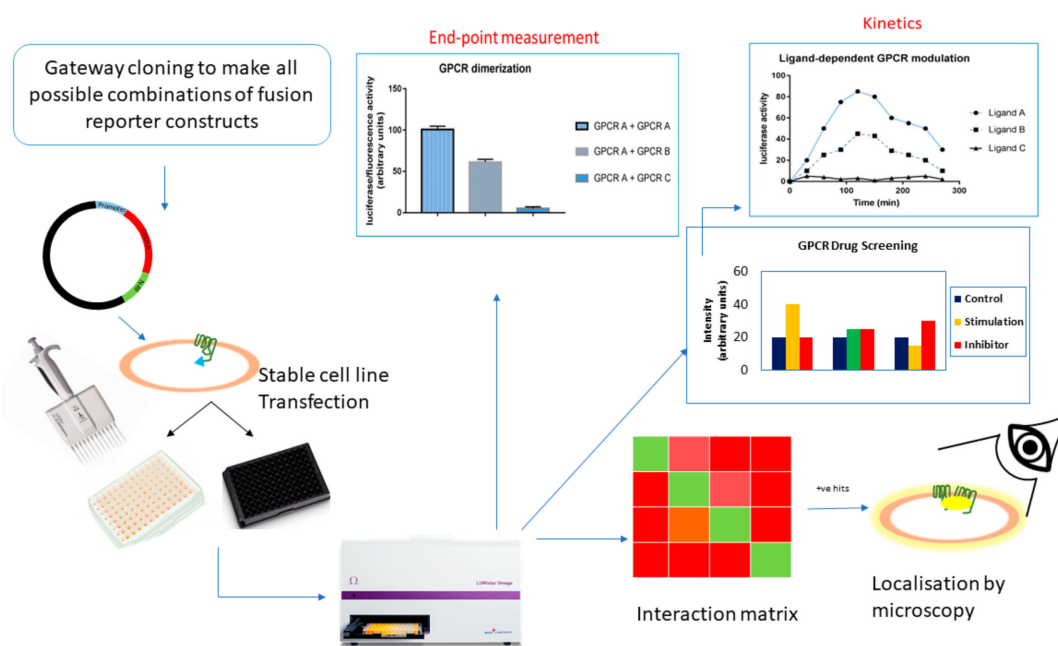 Gateway cloning to make all
possible combinations of fusion
reporter constructs
Promoter
Stable cell line
Transfection
End-point measurement
GPCR dimerization
luciferase/fluorescence activity
(arbitrary units)
150
100
50
0
GPCR A + GPCR A
GPCR A + GPCR B
GPCR A + GPCR C
Kinetics
Ligand-dependent GPCR modulation
luciferase activity
100
80
60
40
20
0
0
100
200
300
Time (min)
Ligand A
Ligand B
Ligand C
GPCR Drug Screening
Intensity
(arbitrary units)
60
40
20
0
Control
Stimulation
Inhibitor
Ω
LUMIstar Omega
BMG LABTECH
Interaction matrix
+ve hits
Localisation by
microscopy